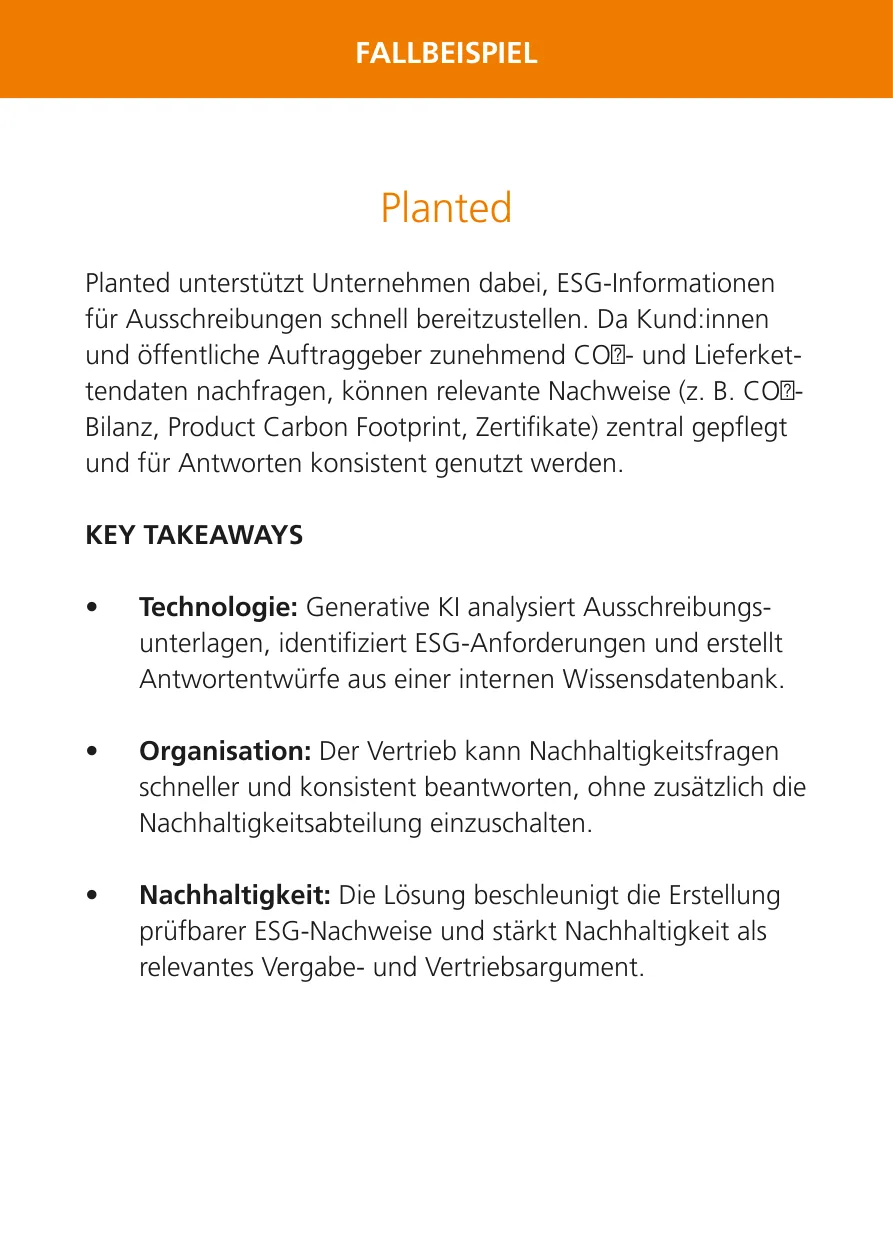 FALLBEISPIEL
Planted
Planted unterstützt Unternehmen dabei, ESG-Informationen
für Ausschreibungen schnell bereitzustellen. Da Kund:innen
und öffentliche Auftraggeber zunehmend CO⍰- und Lieferket-
tendaten nachfragen, können relevante Nachweise (z. B. CO⍰-
Bilanz, Product Carbon Footprint, Zertifikate) zentral gepflegt
und für Antworten konsistent genutzt werden.
KEY TAKEAWAYS
• Technologie: Generative KI analysiert Ausschreibungs-
unterlagen, identifiziert ESG-Anforderungen und erstellt
Antwortentwürfe aus einer internen Wissensdatenbank.
• Organisation: Der Vertrieb kann Nachhaltigkeitsfragen
schneller und konsistent beantworten, ohne zusätzlich die
Nachhaltigkeitsabteilung einzuschalten.
• Nachhaltigkeit: Die Lösung beschleunigt die Erstellung
prüfbarer ESG-Nachweise und stärkt Nachhaltigkeit als
relevantes Vergabe- und Vertriebsargument.